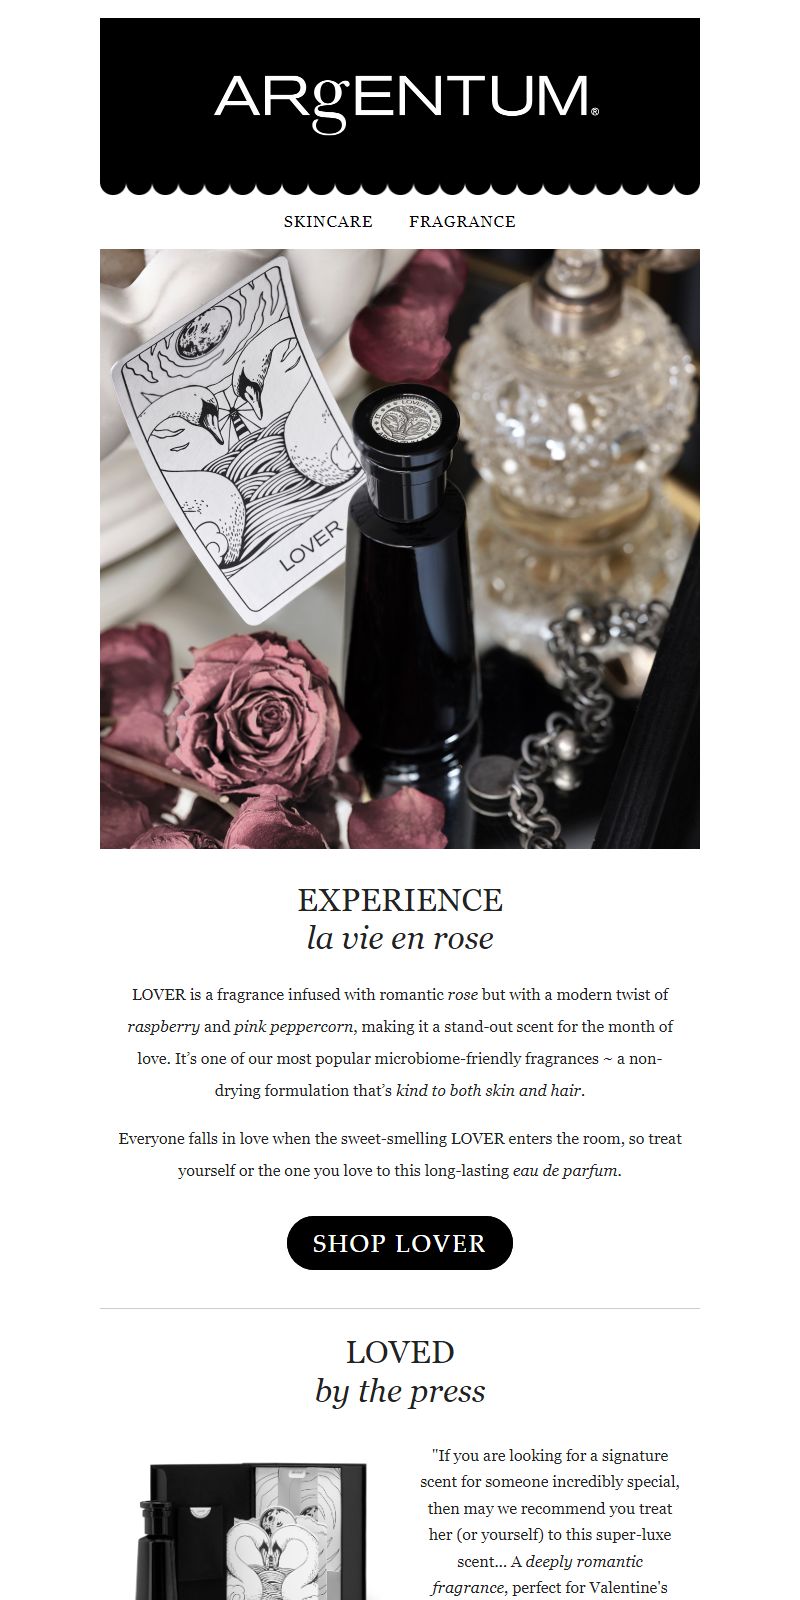 ARgENTUM®
SKINCARE FRAGRANCE
LOVER
LOVER
EXPERIENCE
la vie en rose
LOVER is a fragrance infused with romantic rose but with a modern twist of
raspberry and pink peppercorn, making it a stand-out scent for the month of
love. It’s one of our most popular microbiome-friendly fragrances ~ a non-
drying formulation that’s kind to both skin and hair.
Everyone falls in love when the sweet-smelling LOVER enters the room, so treat
yourself or the one you love to this long-lasting eau de parfum.
SHOP LOVER
LOVED
by the press
"If you are looking for a signature
scent for someone incredibly special,
then may we recommend you treat
her (or yourself) to this super-luxe
scent... A deeply romantic
fragrance, perfect for Valentine's